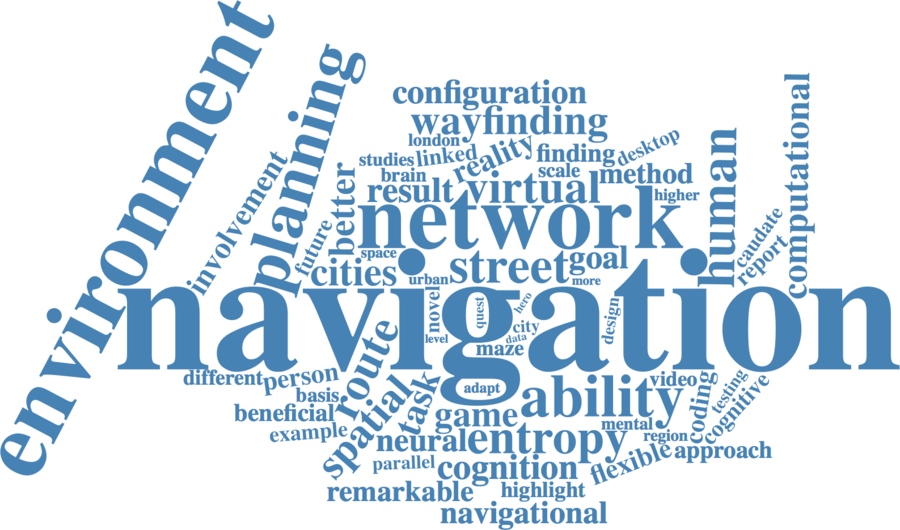 environment
planning
configuration
wayfinding
london
studies
linked
reality
finding
desktop
brain
scale
method
result
virtual
higher
human
computational
caudate
report
involvement
future
better
network
space
cities
urban
street
goal
more
navigation
novel
level
quest
hero
city
data
maze
design
adapt
different
person
basis
beneficial
example
route
spatial
task
game
ability
video
mental
coding
testing
cognitive
neural
entropy
region
parallel
cognition
flexible
approach
remarkable
highlight
navigational